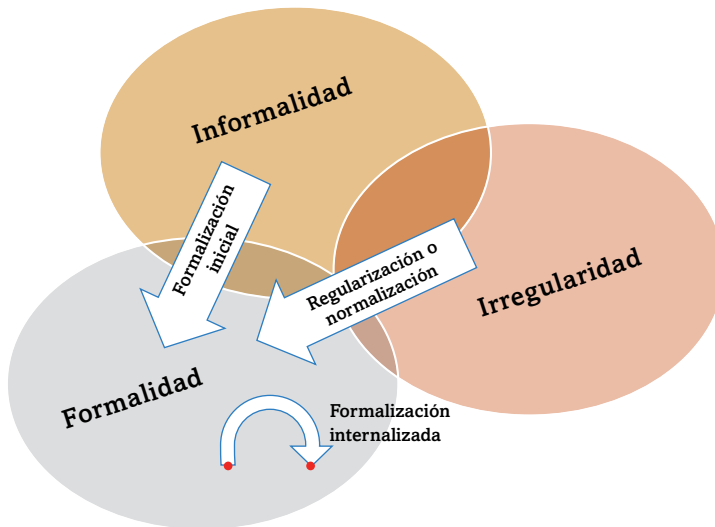 Informalidad
Formalización
inicial
Regularización o
normalización
Irregularidad
Formalidad
Formalización
internalizada